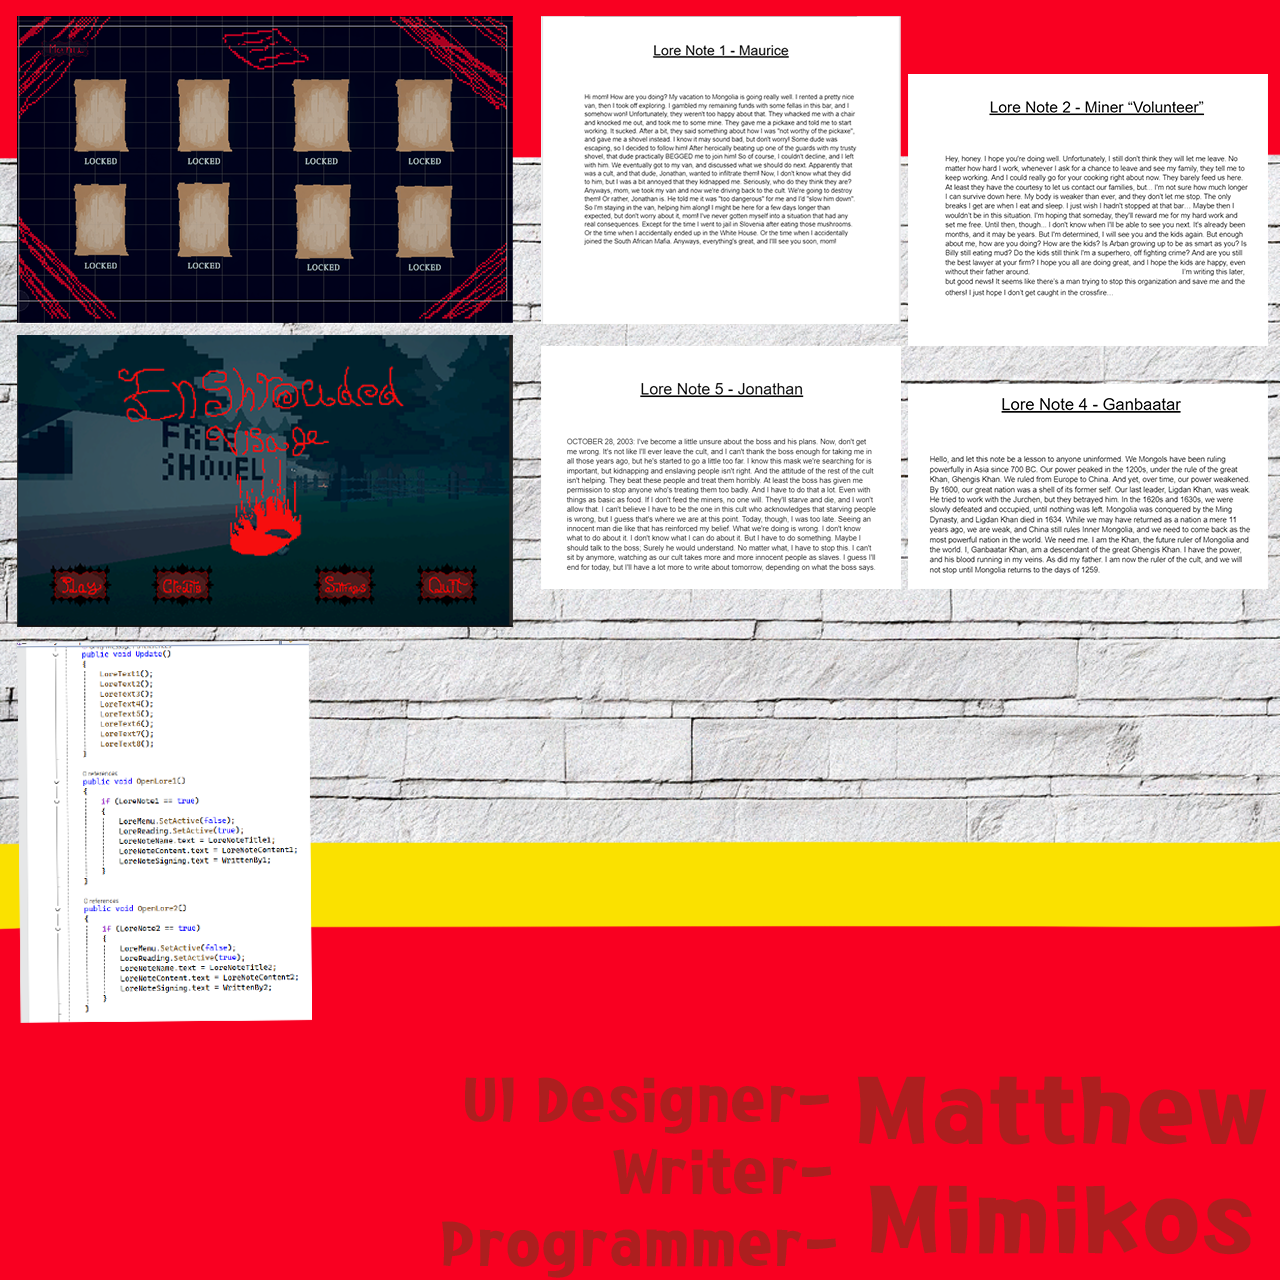 Menu
LOCKED LOCKED LOCKED LOCKED
LOCKED LOCKED LOCKED LOCKED
Lore Note 1 - Maurice
Hi mom! How are you doing? My vacation to Mongolia is going really well. I rented a pretty nice
van, then I took off exploring. I gambled my remaining funds with some fellas in this bar, and I
somehow won! Unfortunately, they weren't too happy about that. They whacked me with a chair
and knocked me out, and took me to some mine. They gave me a pickaxe and told me to start
working. It sucked. After a bit, they said something about how I was "not worthy of the pickaxe",
and gave me a shovel instead. I know it may sound bad, but don't worry! Some dude was
escaping, so I decided to follow him! After heroically beating up one of the guards with my trusty
shovel, that dude practically BEGGED me to join him! So of course, I couldn't decline, and I left
with him. We eventually got to my van, and discussed what we should do next. Apparently that
was a cult, and that dude, Jonathan, wanted to infiltrate them! Now, I don't know what they did
to him, but I was a bit annoyed that they kidnapped me. Seriously, who do they think they are?
Anyways, mom, we took my van and now we're driving back to the cult. We're going to destroy
them! Or rather, Jonathan is. He told me it was "too dangerous" for me and I'd "slow him down".
So I'm staying in the van, helping him along! I might be here for a few days longer than
expected, but don't worry about it, mom! I've never gotten myself into a situation that had any
real consequences. Except for the time I went to jail in Slovenia after eating those mushrooms.
Or the time when I accidentally ended up in the White House. Or the time when I accidentally
joined the South African Mafia. Anyways, everything's great, and I'll see you soon, mom!
Lore Note 2 - Miner “Volunteer”
Hey, honey. I hope you're doing well. Unfortunately, I still don't think they will let me leave. No
matter how hard I work, whenever I ask for a chance to leave and see my family, they tell me to
keep working. And I could really go for your cooking right about now. They barely feed us here.
At least they have the courtesy to let us contact our families, but... I'm not sure how much longer
I can survive down here. My body is weaker than ever, and they don't let me stop. The only
breaks I get are when I eat and sleep. I just wish I hadn't stopped at that bar... Maybe then I
wouldn't be in this situation. I'm hoping that someday, they'll reward me for my hard work and
set me free. Until then, though... I don't know when I'll be able to see you next. It's already been
months, and it may be years. But I'm determined, I will see you and the kids again. But enough
about me, how are you doing? How are the kids? Is Arban growing up to be as smart as you? Is
Billy still eating mud? Do the kids still think I'm a superhero, off fighting crime? And are you still
the best lawyer at your firm? I hope you all are doing great, and I hope the kids are happy, even
without their father around. I'm writing this later,
but good news! It seems like there's a man trying to stop this organization and save me and the
others! I just hope I don't get caught in the crossfire...
Enshrouded
Visage
FREE
SHOVEL
Play Credits Settings Quit
Lore Note 5 - Jonathan
OCTOBER 28, 2003: I've become a little unsure about the boss and his plans. Now, don't get
me wrong. It's not like I'll ever leave the cult, and I can't thank the boss enough for taking me in
all those years ago, but he's started to go a little too far. I know this mask we're searching for is
important, but kidnapping and enslaving people isn't right. And the attitude of the rest of the cult
isn't helping. They beat these people and treat them horribly. At least the boss has given me
permission to stop anyone who's treating them too badly. And I have to do that a lot. Even with
things as basic as food. If I don't feed the miners, no one will. They'll starve and die, and I won't
allow that. I can't believe I have to be the one in this cult who acknowledges that starving people
is wrong, but I guess that's where we are at this point. Today, though, I was too late. Seeing an
innocent man die like that has reinforced my belief. What we're doing is wrong. I don't know
what to do about it. I don't know what I can do about it. But I have to do something. Maybe I
should talk to the boss; Surely he would understand. No matter what, I have to stop this. I can't
sit by anymore, watching as our cult takes more and more innocent people as slaves. I guess I'll
end for today, but I'll have a lot more to write about tomorrow, depending on what the boss says.
Lore Note 4 - Ganbaatar
Hello, and let this note be a lesson to anyone uninformed. We Mongols have been ruling
powerfully in Asia since 700 BC. Our power peaked in the 1200s, under the rule of the great
Khan, Ghengis Khan. We ruled from Europe to China. And yet, over time, our power weakened.
By 1600, our great nation was a shell of its former self. Our last leader, Ligdan Khan, was weak.
He tried to work with the Jurchen, but they betrayed him. In the 1620s and 1630s, we were
slowly defeated and occupied, until nothing was left. Mongolia was conquered by the Ming
Dynasty, and Ligdan Khan died in 1634. While we may have returned as a nation a mere 11
years ago, we are weak, and China still rules Inner Mongolia, and we need to come back as the
most powerful nation in the world. We need me. I am the Khan, the future ruler of Mongolia and
the world. I, Ganbaatar Khan, am a descendant of the great Ghengis Khan. I have the power,
and his blood running in my veins. As did my father. I am now the ruler of the cult, and we will
not stop until Mongolia returns to the days of 1259.
public void Update()
{
LoreText1();
LoreText2();
LoreText3();
LoreText4();
LoreText5();
LoreText6();
LoreText7();
LoreText8();
}
0 references
public void OpenLore1()
{
if (LoreNote1 == true)
{
LoreMenu.SetActive(false);
LoreReading.SetActive(true);
LoreNoteName.text = LoreNoteTitle1;
LoreNoteContent.text = LoreNoteContent1;
LoreNoteSigning.text = WrittenBy1;
}
}
0 references
public void OpenLore2()
{
if (LoreNote2 == true)
{
LoreMenu.SetActive(false);
LoreReading.SetActive(true);
LoreNoteName.text = LoreNoteTitle2;
LoreNoteContent.text = LoreNoteContent2;
LoreNoteSigning.text = WrittenBy2;
}
}
UI Designer-
Writer-
Programmer-
Matthew
Mimikos